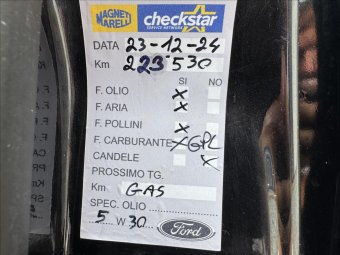 MAGNETI MARELLI checkstar
SERVICE NETWORK
DATA 23-12-24
Km 223530
SI NO
F. OLIO X
F. ARIA X
F. POLLINI X
F. CARBURANTE X GPL
CANDELE X
PROSSIMO TG.
Km GAS
SPEC. OLIO
5 W 30
Ford